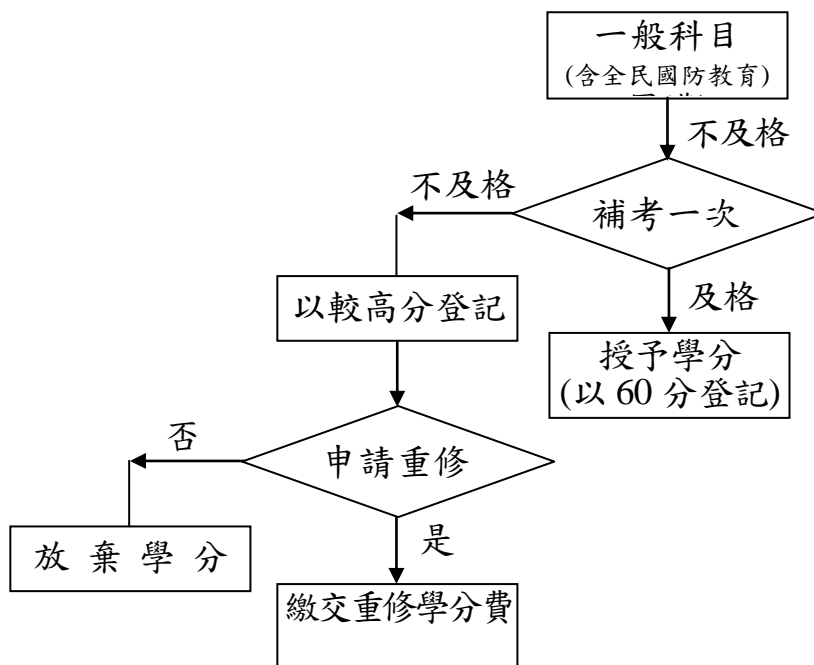 一般科目
(含全民國防教育)
不及格
不及格
補考一次
以較高分登記
及格
授予學分
(以 60 分登記)
否
申請重修
放棄學分
是
繳交重修學分費